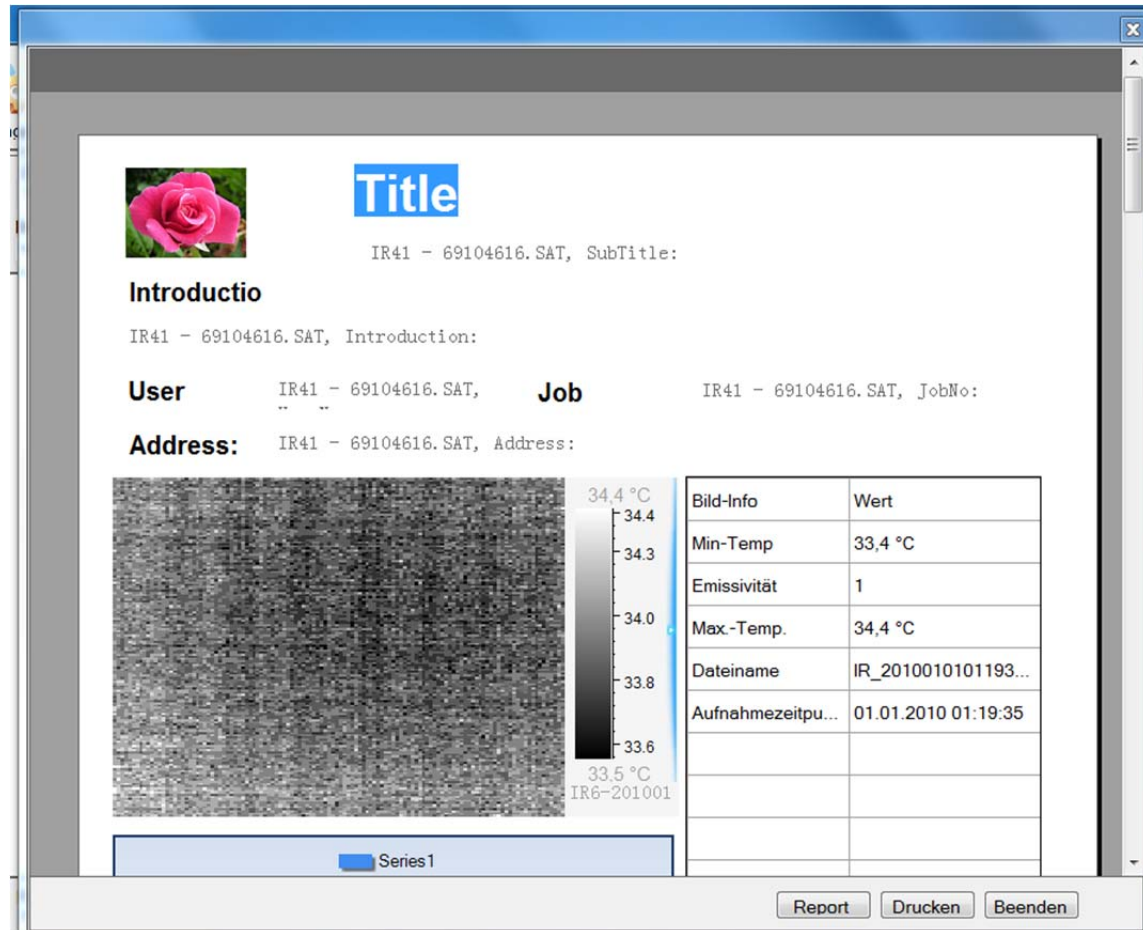 Title
IR41 - 69104616.SAT, SubTitle:
Introductio
IR41 - 69104616.SAT, Introduction:
User IR41 - 69104616.SAT, Job IR41 - 69104616.SAT, JobNo:
Address: IR41 - 69104616.SAT, Address:
34,4 °C
34.4
34.3
34.0
33.8
33.6
33.5 °C
IR6-201001
Bild-Info Wert
Min-Temp 33,4 °C
Emissivität 1
Max.-Temp. 34,4 °C
Dateiname IR_2010010101193...
Aufnahmezeitpu... 01.01.2010 01:19:35
Series1
Report Drucken Beenden